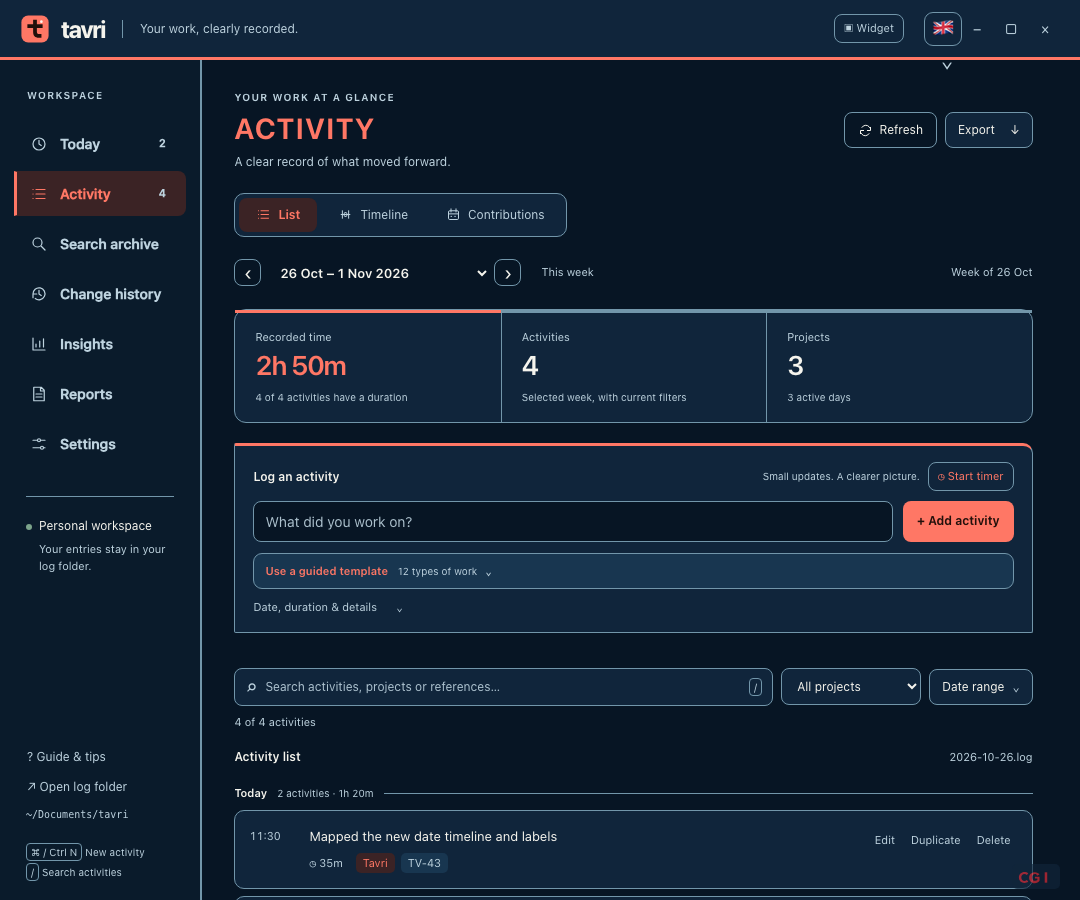 tavri
Your work, clearly recorded.
Widget
WORKSPACE
Today 2
Activity 4
Search archive
Change history
Insights
Reports
Settings
Personal workspace
Your entries stay in your
log folder.
? Guide & tips
↗ Open log folder
~/Documents/tavri
⌘ / Ctrl N New activity
/ Search activities
YOUR WORK AT A GLANCE
ACTIVITY
A clear record of what moved forward.
Refresh
Export ↓
List
Timeline
Contributions
‹ 26 Oct – 1 Nov 2026 › This week
Week of 26 Oct
Recorded time
2h 50m
4 of 4 activities have a duration
Activities
4
Selected week, with current filters
Projects
3
3 active days
Log an activity
Small updates. A clearer picture.
Start timer
What did you work on?
+ Add activity
Use a guided template 12 types of work
Date, duration & details
Search activities, projects or references… /
All projects
Date range
4 of 4 activities
Activity list
2026-10-26.log
Today 2 activities · 1h 20m
11:30
Mapped the new date timeline and labels
35m Tavri TV-43
Edit Duplicate Delete
CGI